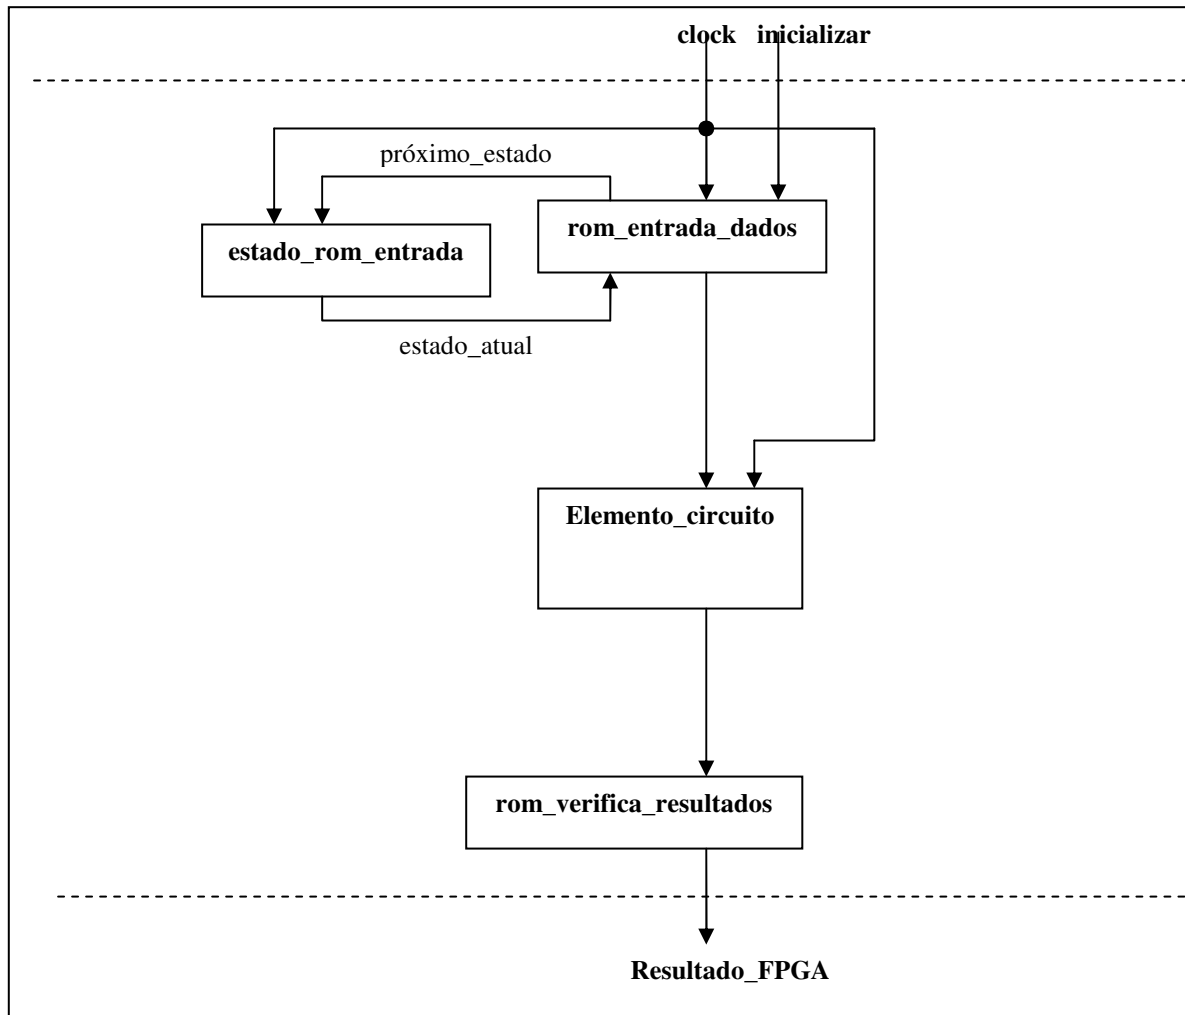 clock inicializar
próximo_estado
rom_entrada_dados
estado_rom_entrada
estado_atual
Elemento_circuito
rom_verifica_resultados
Resultado_FPGA